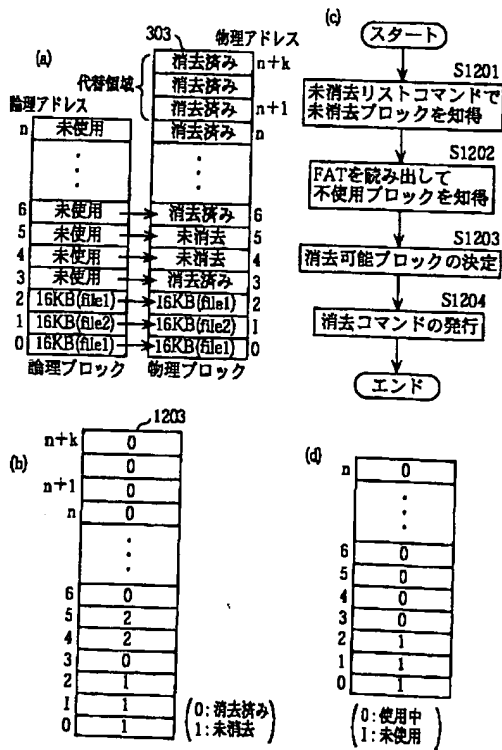 (a)
303
物理アドレス
代替領域
論理アドレス
消去済み n+k
消去済み
消去済み n+1
n 未使用 消去済み n
6 未使用 消去済み 6
5 未使用 未消去 5
4 未使用 未消去 4
3 未使用 消去済み 3
2 16KB(file1) 16KB(file1) 2
1 16KB(file2) 16KB(file2) 1
0 16KB(file1) 16KB(file1) 0
論理ブロック 物理ブロック
(c)
スタート
S1201
未消去リストコマンドで
未消去ブロックを知得
S1202
FATを読み出して
不使用ブロックを知得
S1203
消去可能ブロックの決定
S1204
消去コマンドの発行
エンド
(b)
1203
n+k 0
0
n+1 0
n 0
6 0
5 2
4 2
3 0
2 1
1 1
0 1
(0:消去済み
1:未消去)
(d)
n 0
6 0
5 0
4 0
3 0
2 1
1 1
0 1
(0:使用中
1:未使用)